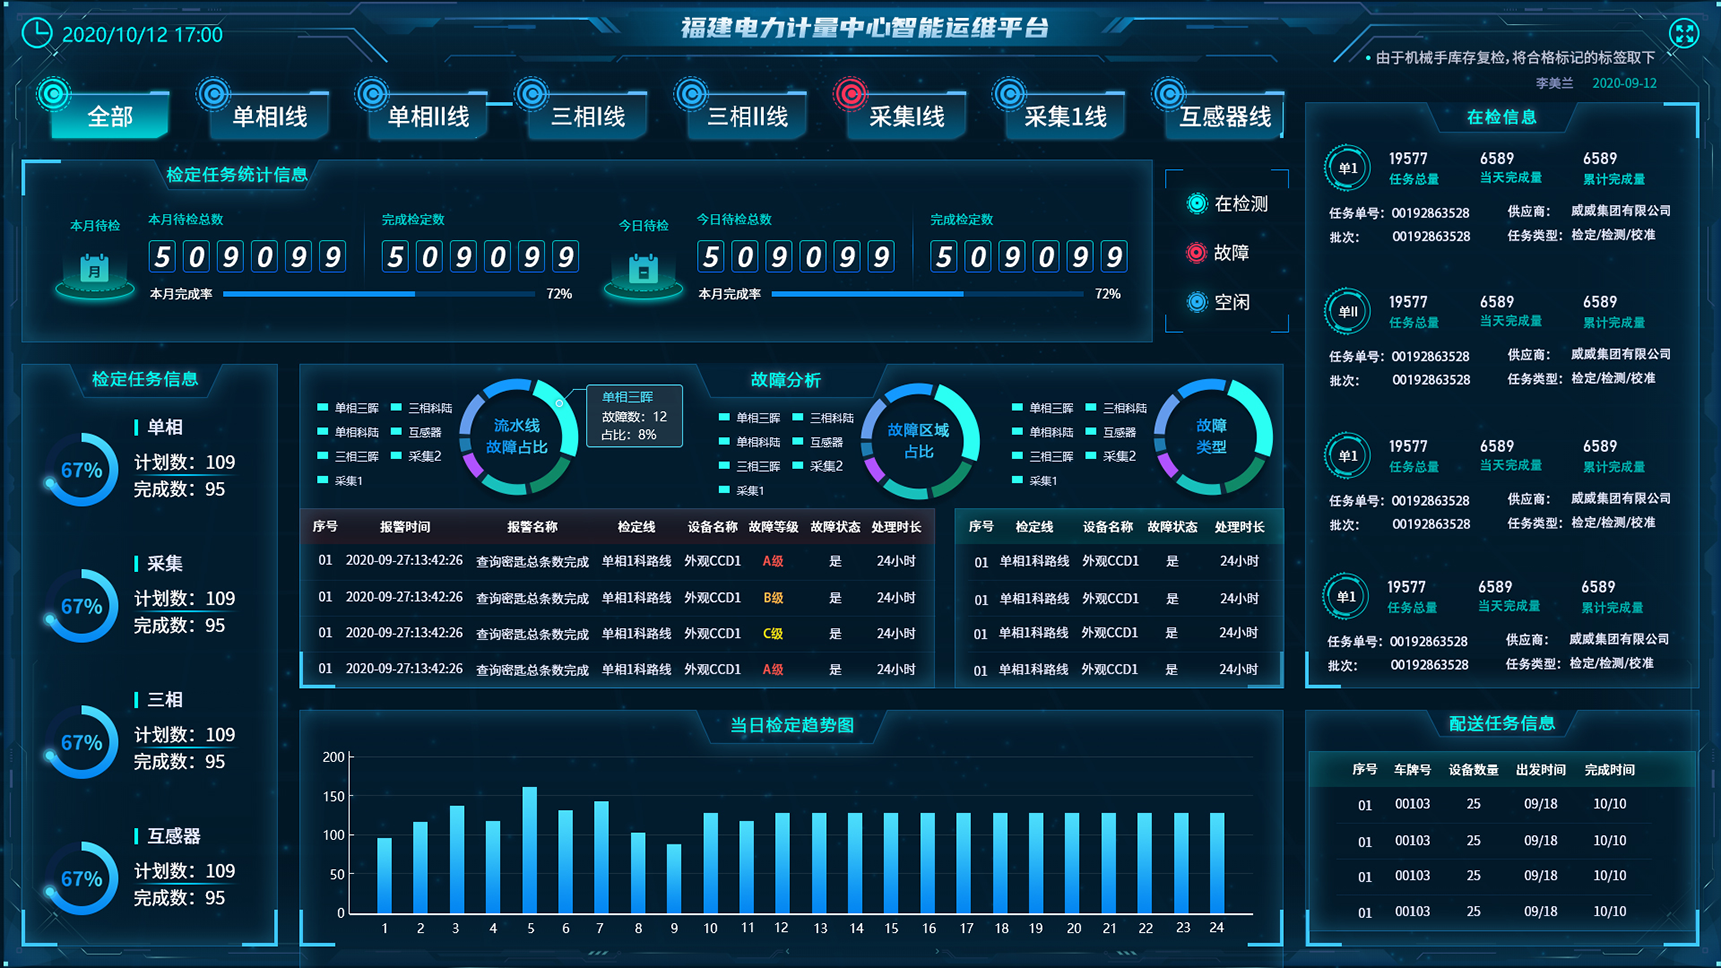 2020/10/12 17:00
福建电力计量中心智能运维平台
由于机械手库存复检,将合格标记的标签取下
李美兰 2020-09-12
全部 单相I线 单相II线 三相I线 三相II线 采集I线 采集1线 互感器线
检定任务统计信息
本月待检 月
本月待检总数 509099
完成检定数 509099
本月完成率 72%
今日待检
今日待检总数 509099
完成检定数 509099
本月完成率 72%
在检测
故障
空闲
在检信息
单1 19577 6589 6589
任务总量 当天完成量 累计完成量
任务单号: 00192863528 供应商: 威威集团有限公司
批次: 00192863528 任务类型: 检定/检测/校准
单II 19577 6589 6589
任务总量 当天完成量 累计完成量
任务单号: 00192863528 供应商: 威威集团有限公司
批次: 00192863528 任务类型: 检定/检测/校准
单1 19577 6589 6589
任务总量 当天完成量 累计完成量
任务单号: 00192863528 供应商: 威威集团有限公司
批次: 00192863528 任务类型: 检定/检测/校准
单1 19577 6589 6589
任务总量 当天完成量 累计完成量
任务单号: 00192863528 供应商: 威威集团有限公司
批次: 00192863528 任务类型: 检定/检测/校准
检定任务信息
67% 单相
计划数: 109
完成数: 95
67% 采集
计划数: 109
完成数: 95
67% 三相
计划数: 109
完成数: 95
67% 互感器
计划数: 109
完成数: 95
故障分析
单相三晖 三相科陆
单相科陆 互感器
三相三晖 采集2
采集1
流水线
故障占比
单相三晖
故障数: 12
占比: 8%
单相三晖 三相科陆
单相科陆 互感器
三相三晖 采集2
采集1
故障区域
占比
单相三晖 三相科陆
单相科陆 互感器
三相三晖 采集2
采集1
故障
类型
序号 报警时间 报警名称 检定线 设备名称 故障等级 故障状态 处理时长
01 2020-09-27:13:42:26 查询密匙总条数完成 单相1科路线 外观CCD1 A级 是 24小时
01 2020-09-27:13:42:26 查询密匙总条数完成 单相1科路线 外观CCD1 B级 是 24小时
01 2020-09-27:13:42:26 查询密匙总条数完成 单相1科路线 外观CCD1 C级 是 24小时
01 2020-09-27:13:42:26 查询密匙总条数完成 单相1科路线 外观CCD1 A级 是 24小时
序号 检定线 设备名称 故障状态 处理时长
01 单相1科路线 外观CCD1 是 24小时
01 单相1科路线 外观CCD1 是 24小时
01 单相1科路线 外观CCD1 是 24小时
01 单相1科路线 外观CCD1 是 24小时
当日检定趋势图
200
150
100
50
0
1 2 3 4 5 6 7 8 9 10 11 12 13 14 15 16 17 18 19 20 21 22 23 24
配送任务信息
序号 车牌号 设备数量 出发时间 完成时间
01 00103 25 09/18 10/10
01 00103 25 09/18 10/10
01 00103 25 09/18 10/10
01 00103 25 09/18 10/10